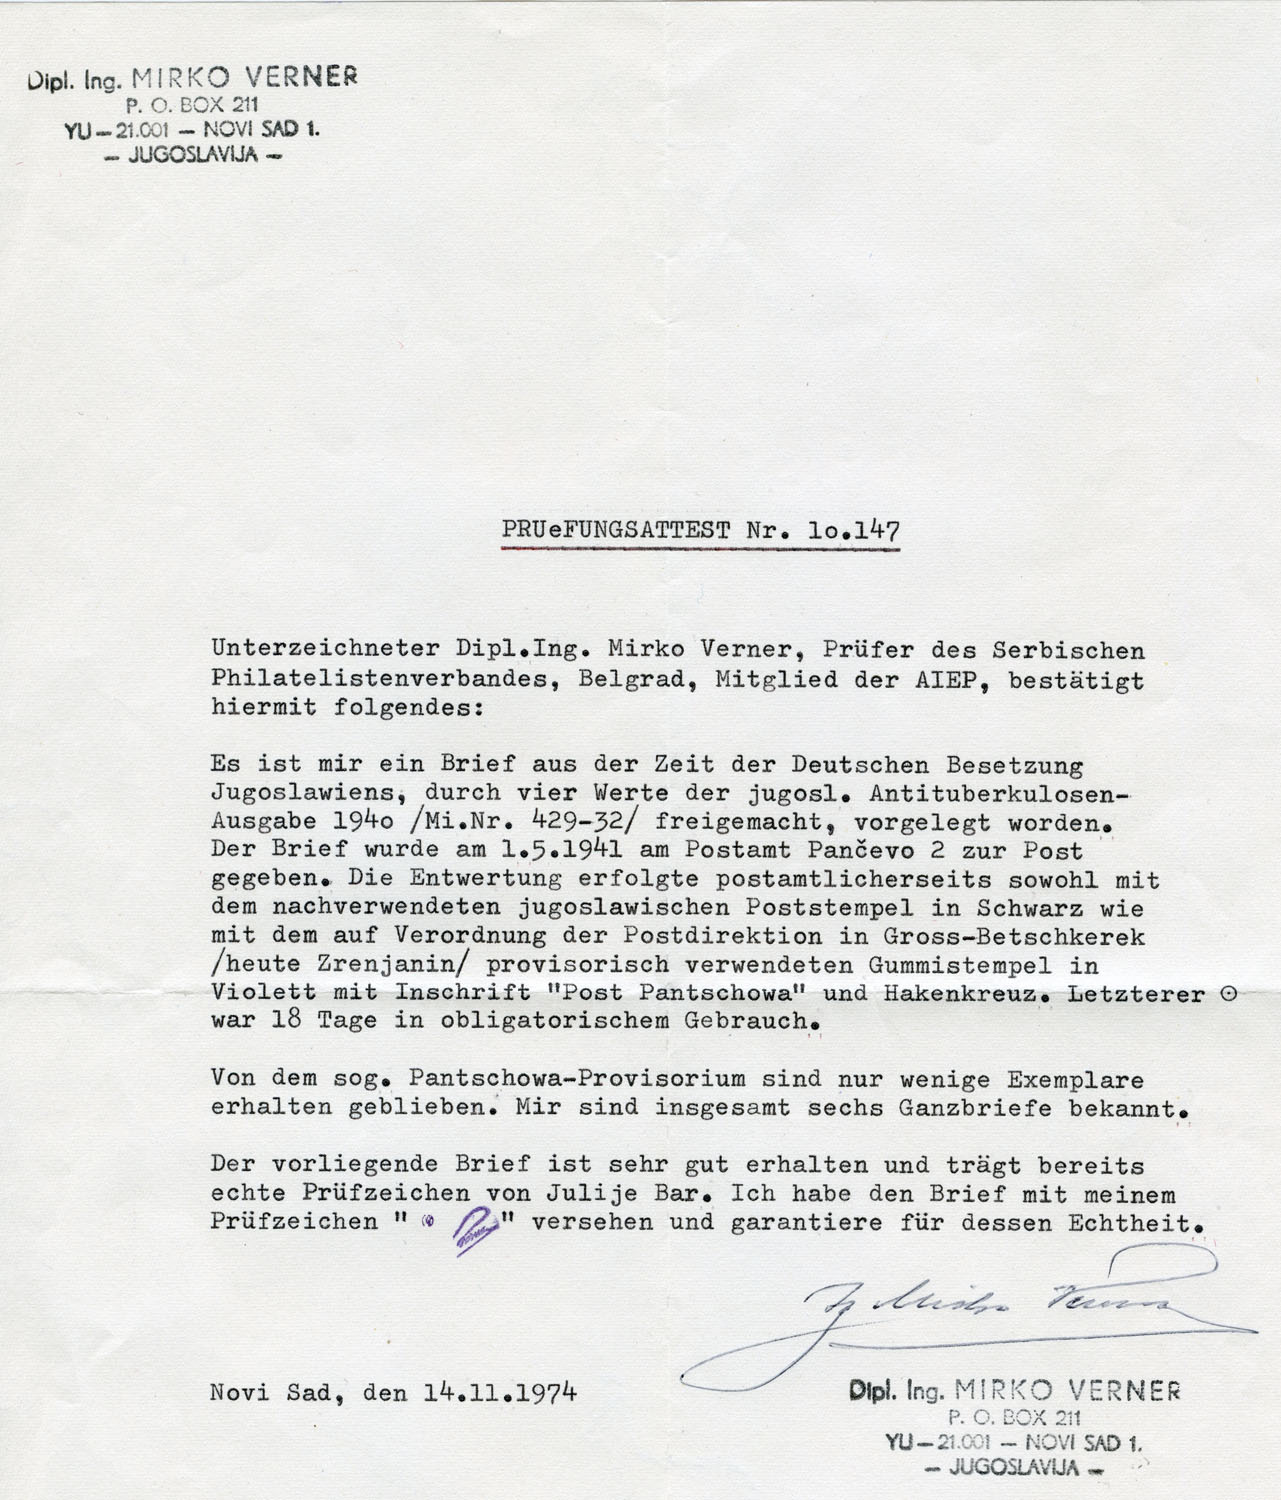 Dipl. Ing. MIRKO VERNER
P. O. BOX 211
YU — 21.001 — NOVI SAD 1.
— JUGOSLAVIJA —
PRUeFUNGSATTEST Nr. lo.147
Unterzeichneter Dipl.Ing. Mirko Verner, Prüfer des Serbischen
Philatelistenverbandes, Belgrad, Mitglied der AIEP, bestätigt
hiermit folgendes:
Es ist mir ein Brief aus der Zeit der Deutschen Besetzung
Jugoslawiens, durch vier Werte der jugosl. Antituberkulosen-
Ausgabe 194o /Mi.Nr. 429-32/ freigemacht, vorgelegt worden.
Der Brief wurde am 1.5.1941 am Postamt Pančevo 2 zur Post
gegeben. Die Entwertung erfolgte postamtlicherseits sowohl mit
dem nachverwendeten jugoslawischen Poststempel in Schwarz wie
mit dem auf Verordnung der Postdirektion in Gross-Betschkerek
/heute Zrenjanin/ provisorisch verwendeten Gummistempel in
Violett mit Inschrift "Post Pantschowa" und Hakenkreuz. Letzterer ⊙
war 18 Tage in obligatorischem Gebrauch.
Von dem sog. Pantschowa-Provisorium sind nur wenige Exemplare
erhalten geblieben. Mir sind insgesamt sechs Ganzbriefe bekannt.
Der vorliegende Brief ist sehr gut erhalten und trägt bereits
echte Prüfzeichen von Julije Bar. Ich habe den Brief mit meinem
Prüfzeichen " " versehen und garantiere für dessen Echtheit.
Mirko Verner
Novi Sad, den 14.11.1974
Dipl. Ing. MIRKO VERNER
P. O. BOX 211
YU — 21.001 — NOVI SAD 1.
— JUGOSLAVIJA —